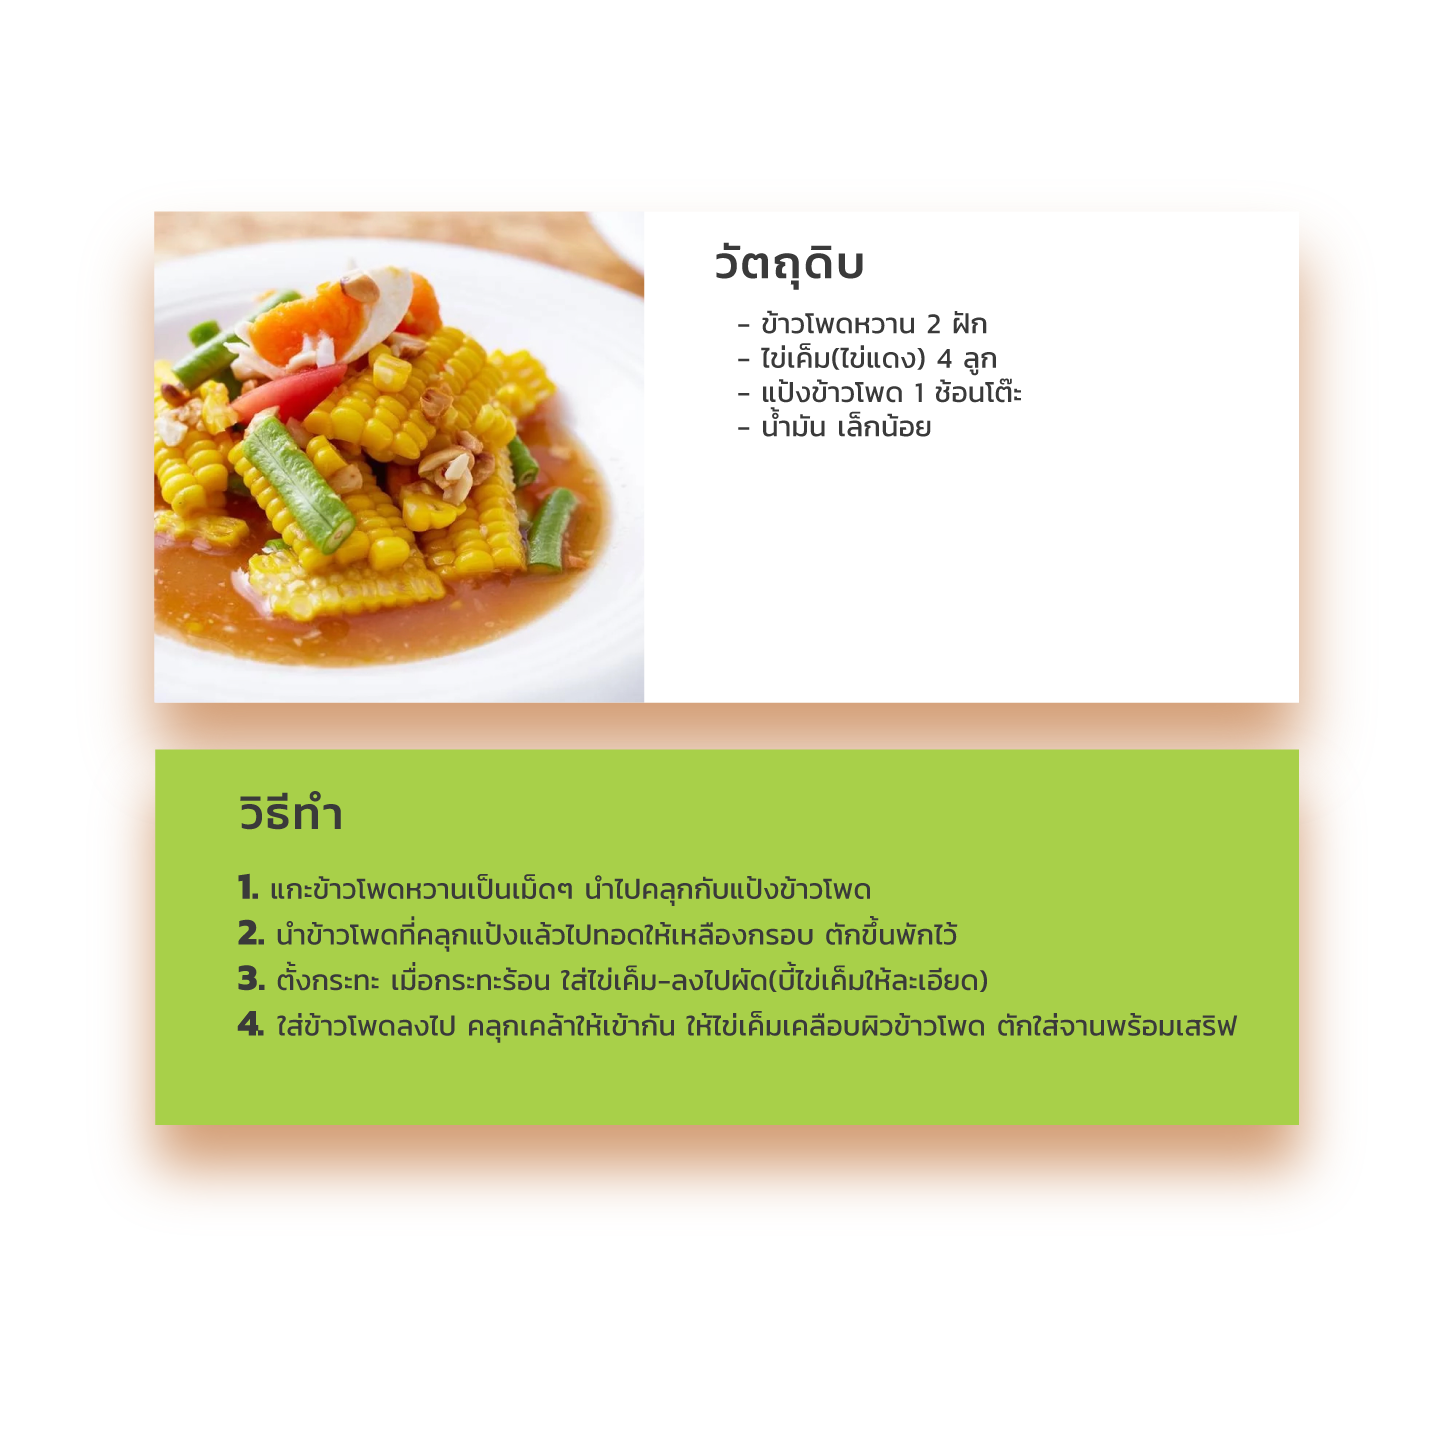 วัตถุดิบ
- ข้าวโพดหวาน 2 ฝัก
- ไข่เค็ม(ไข่แดง) 4 ลูก
- แป้งข้าวโพด 1 ช้อนโต๊ะ
- น้ำมัน เล็กน้อย
วิธีทำ
1. แกะข้าวโพดหวานเป็นเม็ดๆ นำไปคลุกกับแป้งข้าวโพด
2. นำข้าวโพดที่คลุกแป้งแล้วไปทอดให้เหลืองกรอบ ตักขึ้นพักไว้
3. ตั้งกระทะ เมื่อกระทะร้อน ใส่ไข่เค็ม-ลงไปผัด(บี้ไข่เค็มให้ละเอียด)
4. ใส่ข้าวโพดลงไป คลุกเคล้าให้เข้ากัน ให้ไข่เค็มเคลือบผิวข้าวโพด ตักใส่จานพร้อมเสริฟ